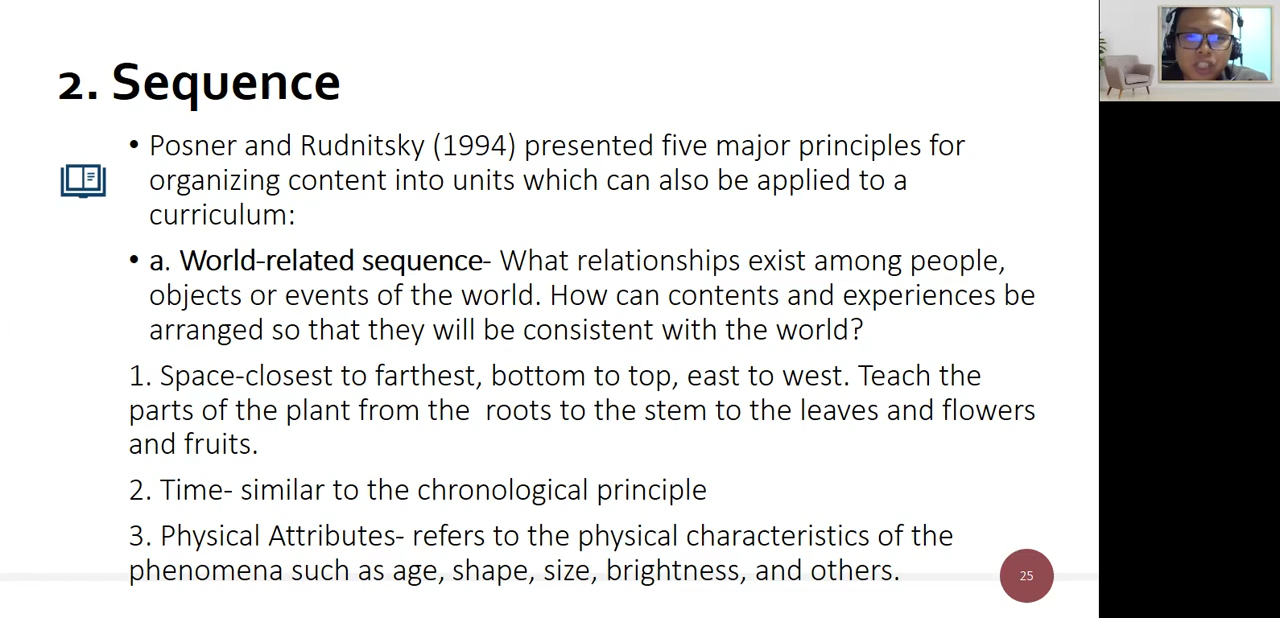 2. Sequence
• Posner and Rudnitsky (1994) presented five major principles for
organizing content into units which can also be applied to a
curriculum:
• a. World-related sequence- What relationships exist among people,
objects or events of the world. How can contents and experiences be
arranged so that they will be consistent with the world?
1. Space-closest to farthest, bottom to top, east to west. Teach the
parts of the plant from the  roots to the stem to the leaves and flowers
and fruits.
2. Time- similar to the chronological principle
3. Physical Attributes- refers to the physical characteristics of the
phenomena such as age, shape, size, brightness, and others.
25